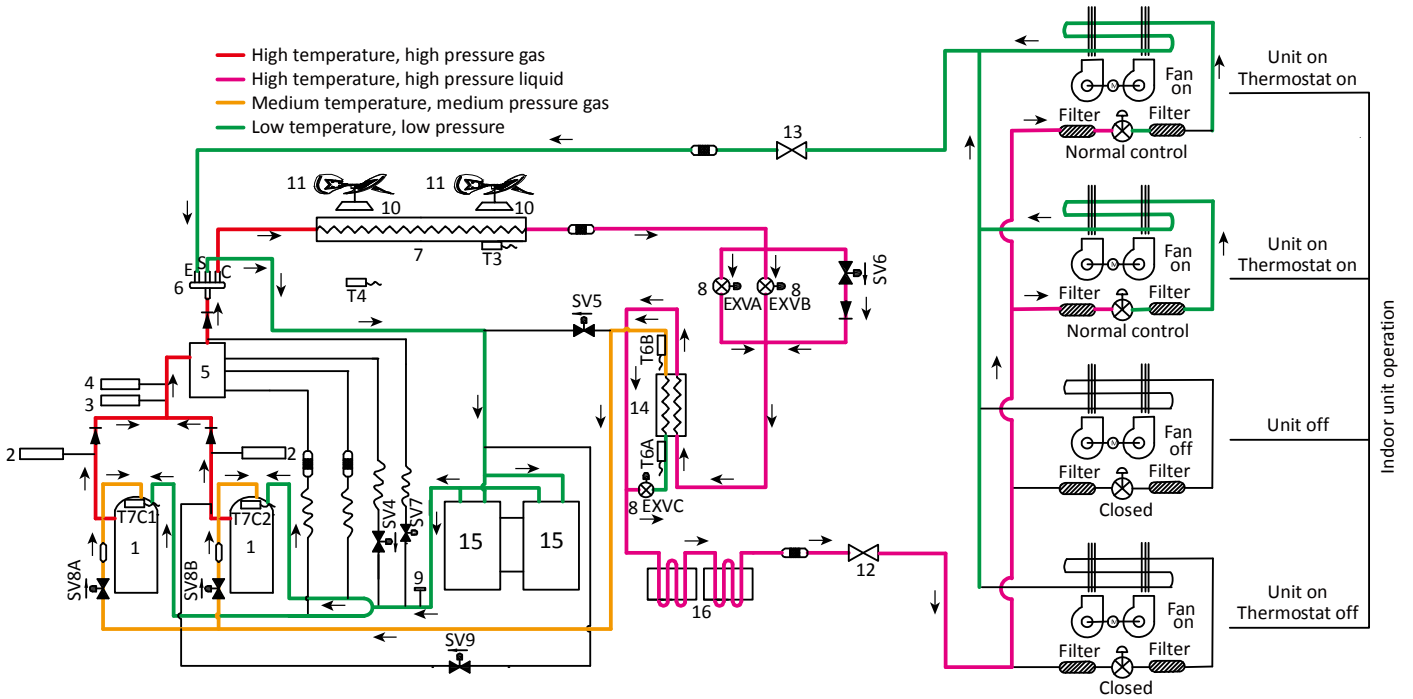 High temperature, high pressure gas
High temperature, high pressure liquid
Medium temperature, medium pressure gas
Low temperature, low pressure
13
11
11
10
10
7
T3
T4
E
S
C
6
5
4
3
2
2
T7C1
T7C2
1
1
SV8A
SV8B
SV4
SV7
9
SV9
15
15
SV5
T6B
14
T6A
8
EXVC
8
EXVA
8
EXVB
SV6
16
12
Fan
on
Filter
Filter
Normal control
Unit on
Thermostat on
Fan
on
Filter
Filter
Normal control
Unit on
Thermostat on
Fan
off
Filter
Filter
Closed
Unit off
Fan
on
Filter
Filter
Closed
Unit on
Thermostat off
Indoor unit operation
M
M
M
M